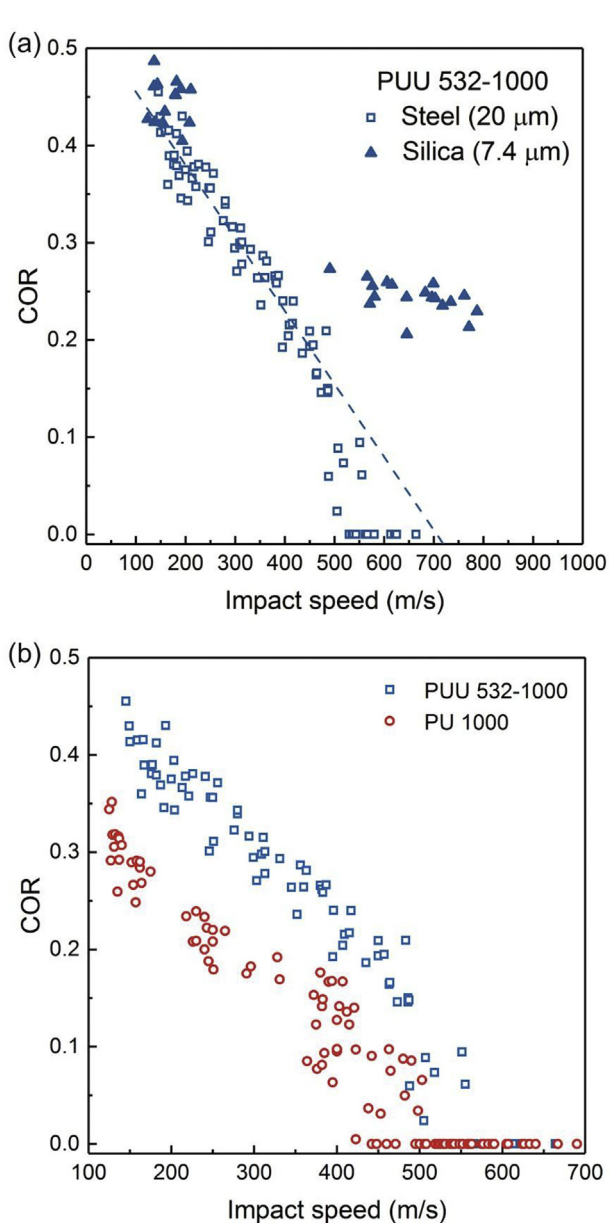 (a)
0.5
PUU 532-1000
Steel (20 μm)
0.4
Silica (7.4 μm)
0.3
COR
0.2
0.1
0.0
0 100 200 300 400 500 600 700 800 900 1000
Impact speed (m/s)
(b)
0.5
PUU 532-1000
PU 1000
0.4
0.3
COR
0.2
0.1
0.0
100 200 300 400 500 600 700
Impact speed (m/s)